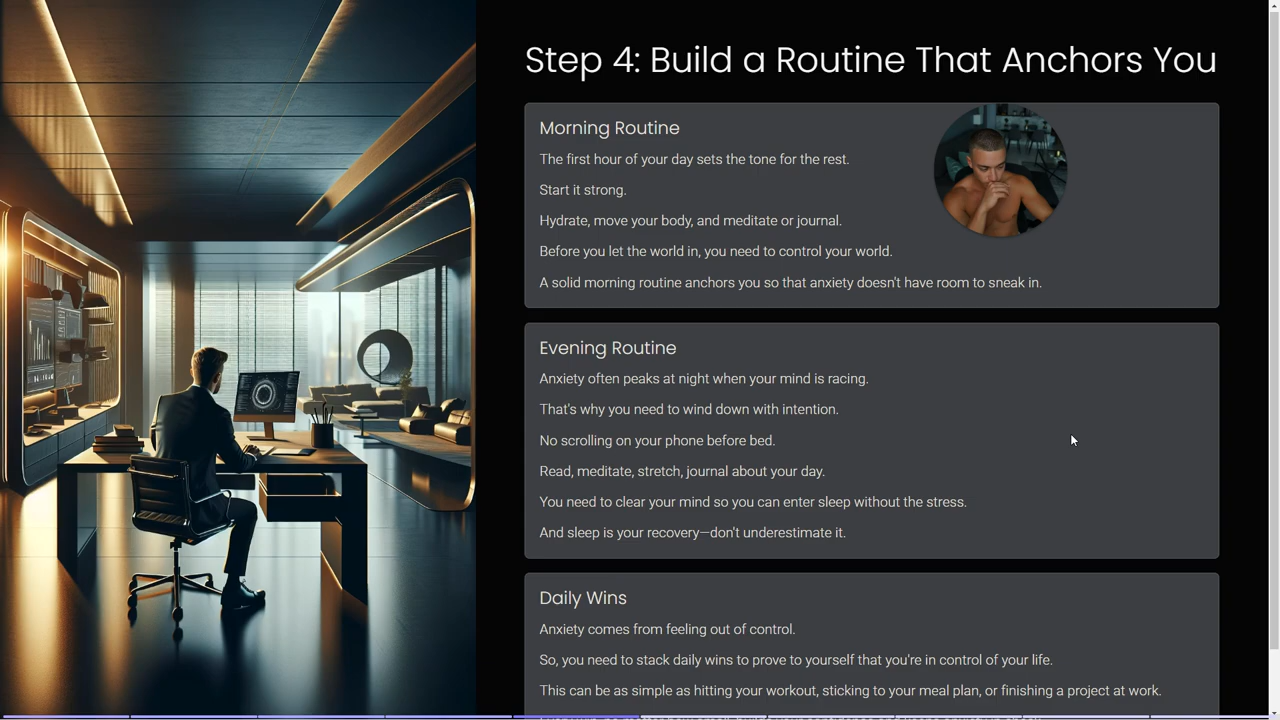 Step 4: Build a Routine That Anchors You
Morning Routine
The first hour of your day sets the tone for the rest.
Start it strong.
Hydrate, move your body, and meditate or journal.
Before you let the world in, you need to control your world.
A solid morning routine anchors you so that anxiety doesn't have room to sneak in.
Evening Routine
Anxiety often peaks at night when your mind is racing.
That's why you need to wind down with intention.
No scrolling on your phone before bed.
Read, meditate, stretch, journal about your day.
You need to clear your mind so you can enter sleep without the stress.
And sleep is your recovery—don't underestimate it.
Daily Wins
Anxiety comes from feeling out of control.
So, you need to stack daily wins to prove to yourself that you're in control of your life.
This can be as simple as hitting your workout, sticking to your meal plan, or finishing a project at work.